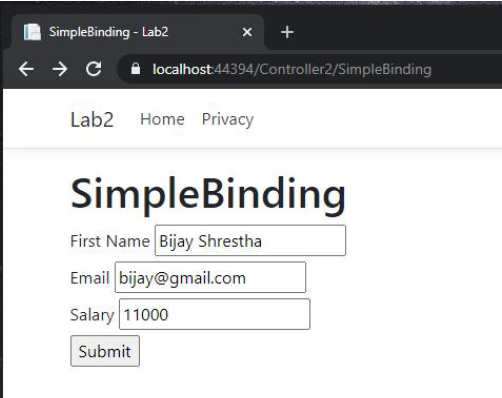 SimpleBinding - Lab2
localhost:44394/Controller2/SimpleBinding
Lab2 Home Privacy
SimpleBinding
First Name Bijay Shrestha
Email bijay@gmail.com
Salary 11000
Submit